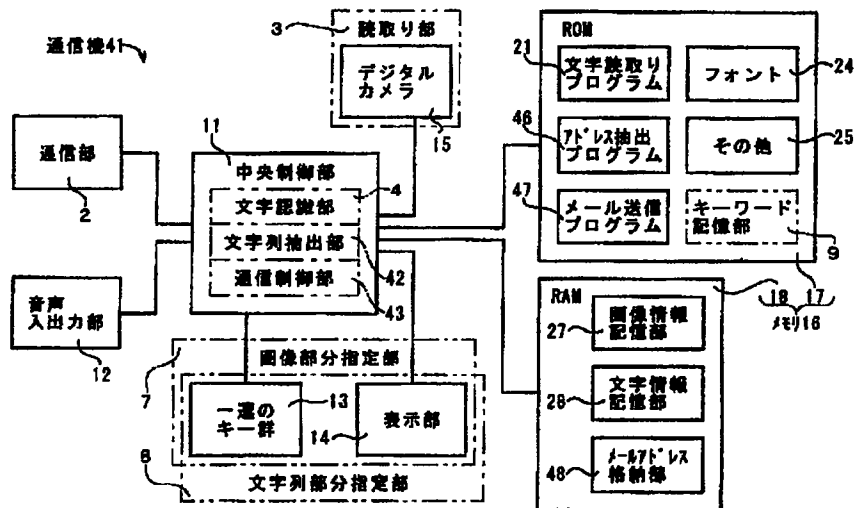 通信機41
3
読取り部
デジタル
カメラ
15
通信部
2
音声
入出力部
12
11
中央制御部
4
文字認識部
文字列抽出部
42
通信制御部
43
7
画像部分指定部
一連の
キー群
13
14
表示部
文字列部分指定部
ROM
21
文字読取り
プログラム
フォント
24
46
アドレス抽出
プログラム
その他
25
47
メール送信
プログラム
キーワード
記憶部
9
RAM
18
17
メモリ16
27
画像情報
記憶部
28
文字情報
記憶部
48
メールアドレス
格納部